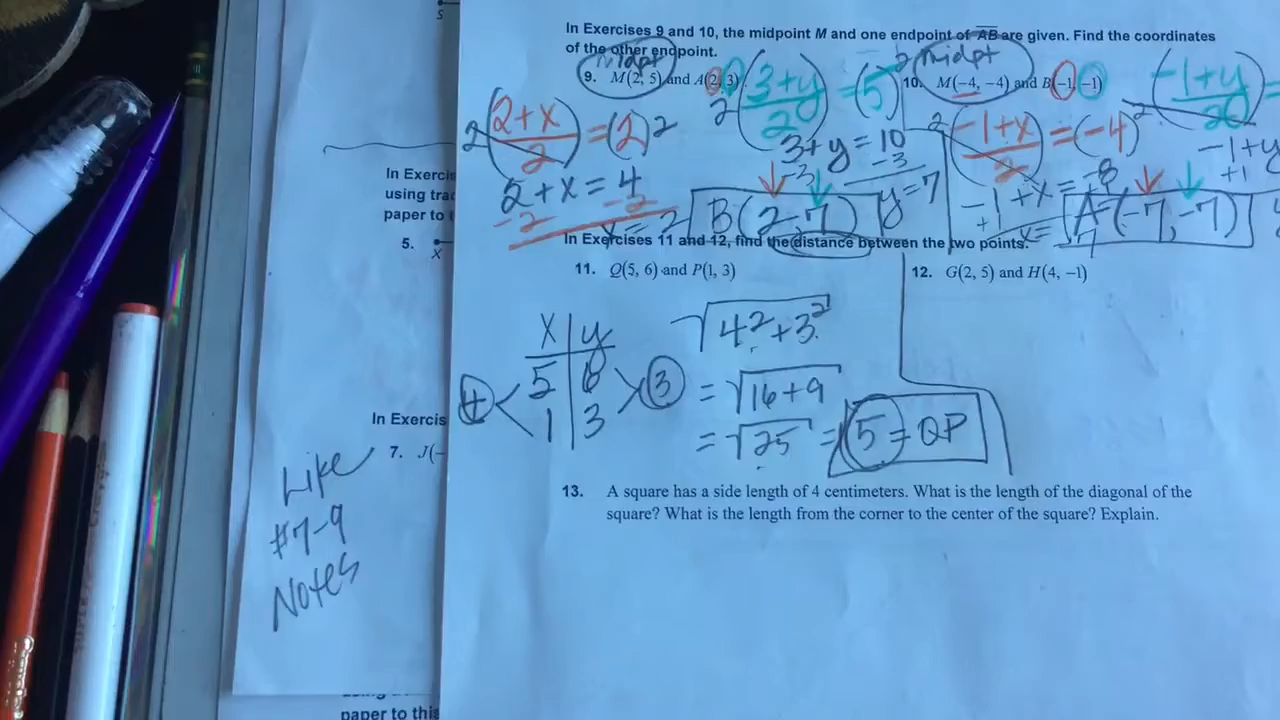 S
In Exercises 9 and 10, the midpoint M and one endpoint of AB are given. Find the coordinates
of the other endpoint.
midpt
9. M(2, 5) and A(2, 3)
2(2+x/2)=(2)2
2+x=4
-2 -2
x=2
2(3+y/2)=(5)2
3+y=10
-3 -3
y=7
B(2,7)
midpt
10. M(−4, −4) and B(−1, −1)
2(-1+x/2)=(-4)2
-1+x=-8
+1
x=-7
-1+y/2=
-1+y
+1
A(-7,-7)
In Exercises 11 and 12, find the distance between the two points.
11. Q(5, 6) and P(1, 3)
x|y
5|6
1|3
4 3
√4²+3²
=√16+9
=√25=5=QP
12. G(2, 5) and H(4, −1)
13. A square has a side length of 4 centimeters. What is the length of the diagonal of the
square? What is the length from the corner to the center of the square? Explain.
In Exerci
using tra
paper to
5.
X
In Exercis
7. J(−
Like
#7-9
Notes
paper to this